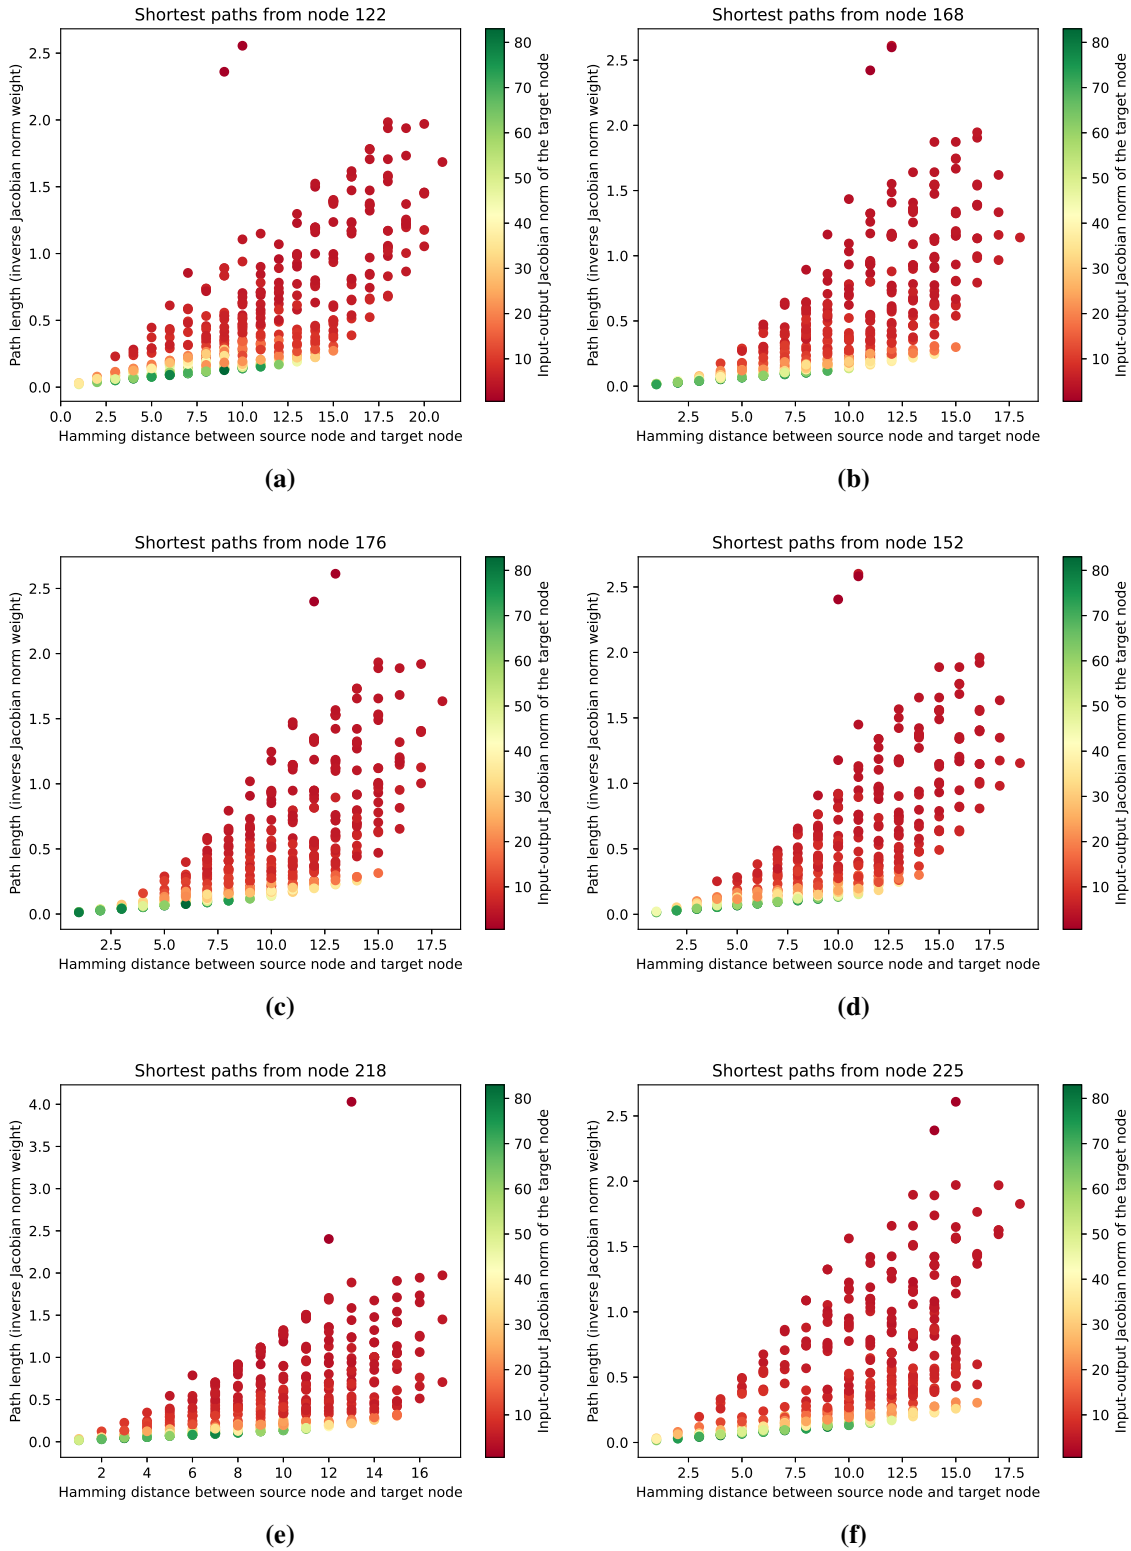 Shortest paths from node 122
Path length (inverse Jacobian norm weight)
2.5
2.0
1.5
1.0
0.5
0.0
0.0 2.5 5.0 7.5 10.0 12.5 15.0 17.5 20.0
Hamming distance between source node and target node
80
70
60
50
40
30
20
10
Input-output Jacobian norm of the target node
(a)
Shortest paths from node 168
Path length (inverse Jacobian norm weight)
2.5
2.0
1.5
1.0
0.5
0.0
2.5 5.0 7.5 10.0 12.5 15.0 17.5
Hamming distance between source node and target node
80
70
60
50
40
30
20
10
Input-output Jacobian norm of the target node
(b)
Shortest paths from node 176
Path length (inverse Jacobian norm weight)
2.5
2.0
1.5
1.0
0.5
0.0
2.5 5.0 7.5 10.0 12.5 15.0 17.5
Hamming distance between source node and target node
80
70
60
50
40
30
20
10
Input-output Jacobian norm of the target node
(c)
Shortest paths from node 152
Path length (inverse Jacobian norm weight)
2.5
2.0
1.5
1.0
0.5
0.0
2.5 5.0 7.5 10.0 12.5 15.0 17.5
Hamming distance between source node and target node
80
70
60
50
40
30
20
10
Input-output Jacobian norm of the target node
(d)
Shortest paths from node 218
Path length (inverse Jacobian norm weight)
4.0
3.5
3.0
2.5
2.0
1.5
1.0
0.5
0.0
2 4 6 8 10 12 14 16
Hamming distance between source node and target node
80
70
60
50
40
30
20
10
Input-output Jacobian norm of the target node
(e)
Shortest paths from node 225
Path length (inverse Jacobian norm weight)
2.5
2.0
1.5
1.0
0.5
0.0
2.5 5.0 7.5 10.0 12.5 15.0 17.5
Hamming distance between source node and target node
80
70
60
50
40
30
20
10
Input-output Jacobian norm of the target node
(f)